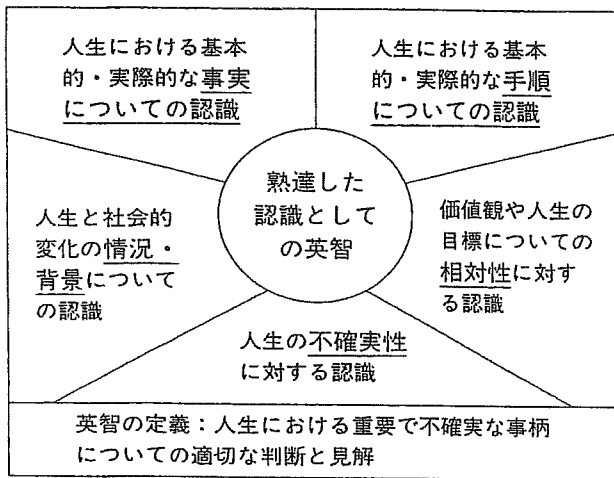 人生における基本
的・実際的な事実
についての認識
人生における基本
的・実際的な手順
についての認識
熟達した
認識として
の英智
人生と社会的
変化の情況・
背景について
の認識
価値観や人生の
目標についての
相対性に対す
る認識
人生の不確実性
に対する認識
英智の定義：人生における重要で不確実な事柄
についての適切な判断と見解